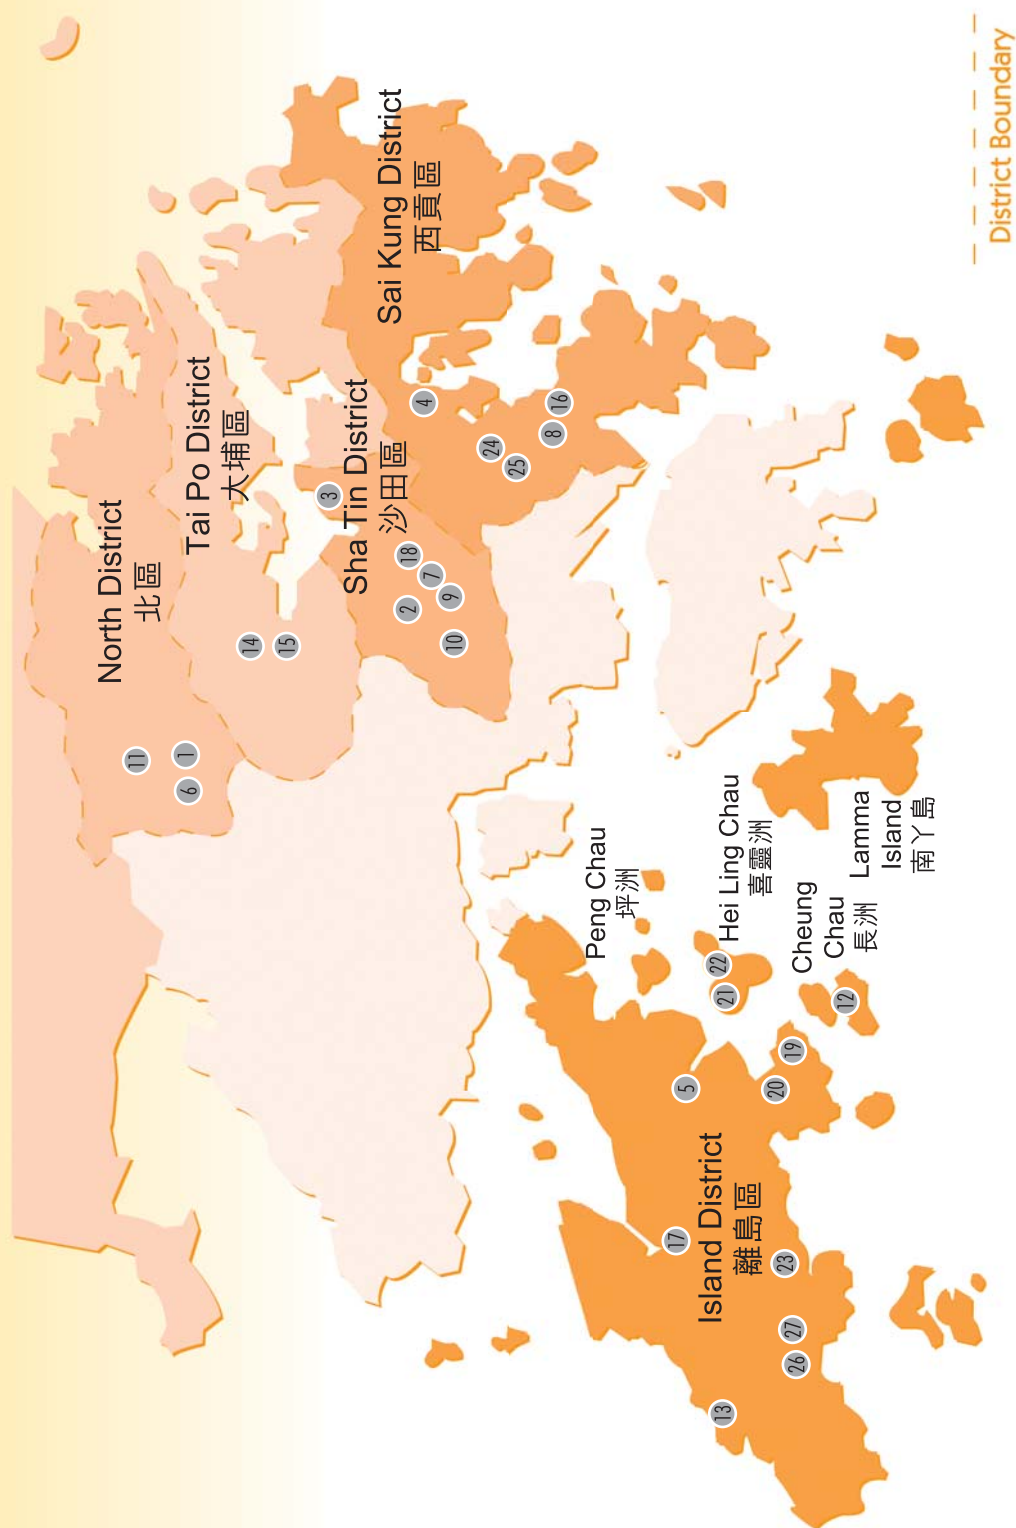 North District
北區
Tai Po District
大埔區
Sha Tin District
沙田區
Sai Kung District
西貢區
Island District
離島區
Peng Chau
坪洲
Hei Ling Chau
喜靈洲
Cheung
Chau
長洲
Lamma
Island
南丫島
District Boundary
11
1
6
14
15
3
18
7
2
9
10
4
24
25
8
16
5
17
13
26
27
23
20
19
21
22
12